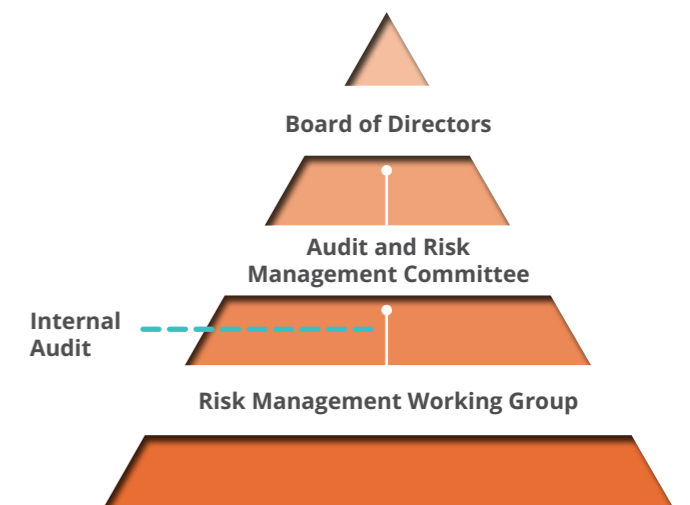 Board of Directors
Audit and Risk
Management Committee
Internal
Audit
Risk Management Working Group